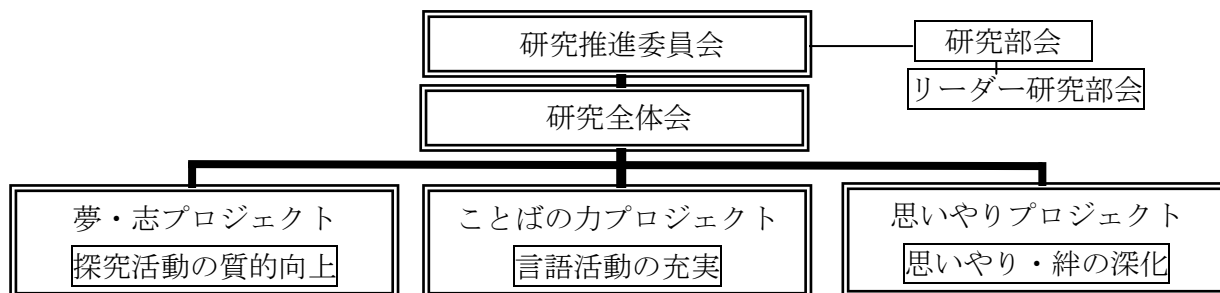 研究推進委員会
研究部会
リーダー研究部会
研究全体会
夢・志プロジェクト
探究活動の質的向上
ことばの力プロジェクト
言語活動の充実
思いやりプロジェクト
思いやり・絆の深化